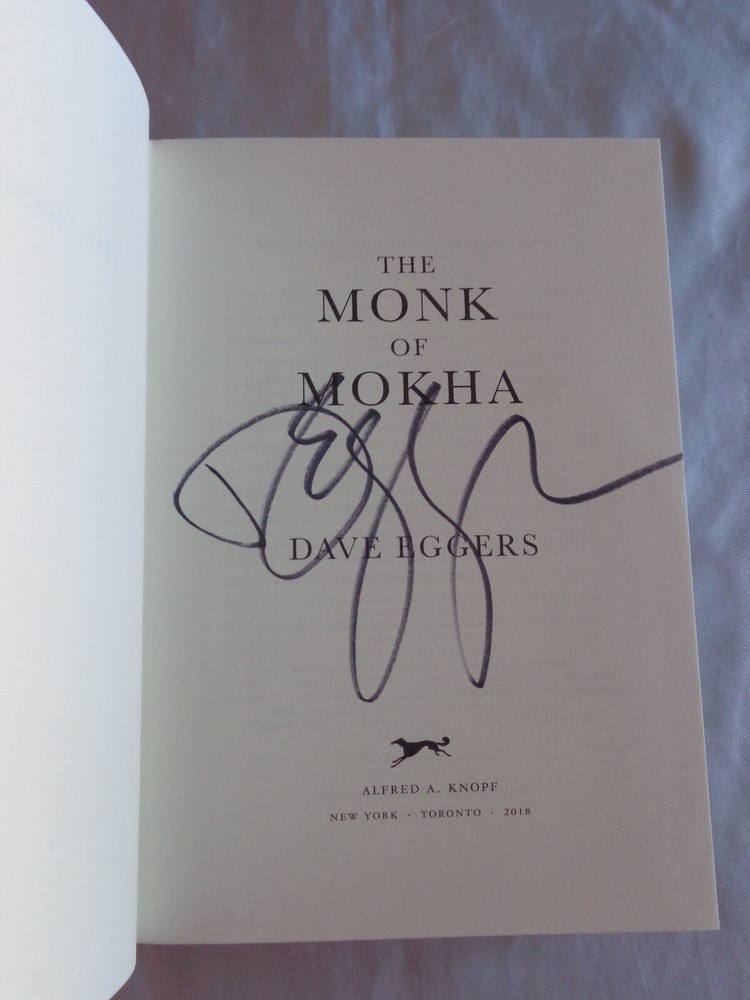 THE
MONK
OF
MOKHA
DAVE EGGERS
ALFRED A. KNOPF
NEW YORK · TORONTO · 2018